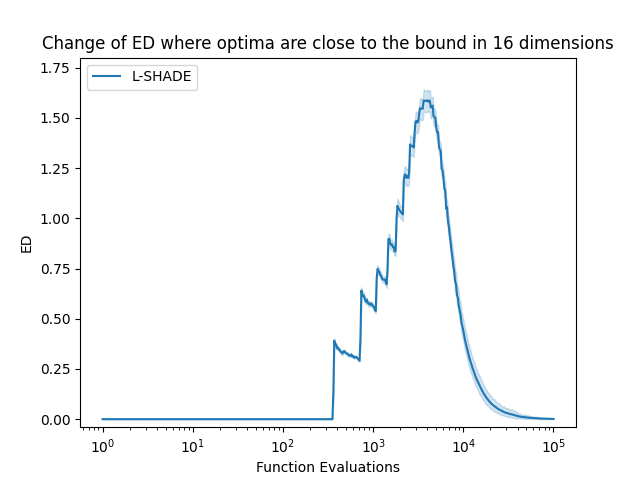 Change of ED where optima are close to the bound in 16 dimensions
L-SHADE
1.75
1.50
1.25
1.00
0.75
0.50
0.25
0.00
ED
10^0 10^1 10^2 10^3 10^4 10^5
Function Evaluations